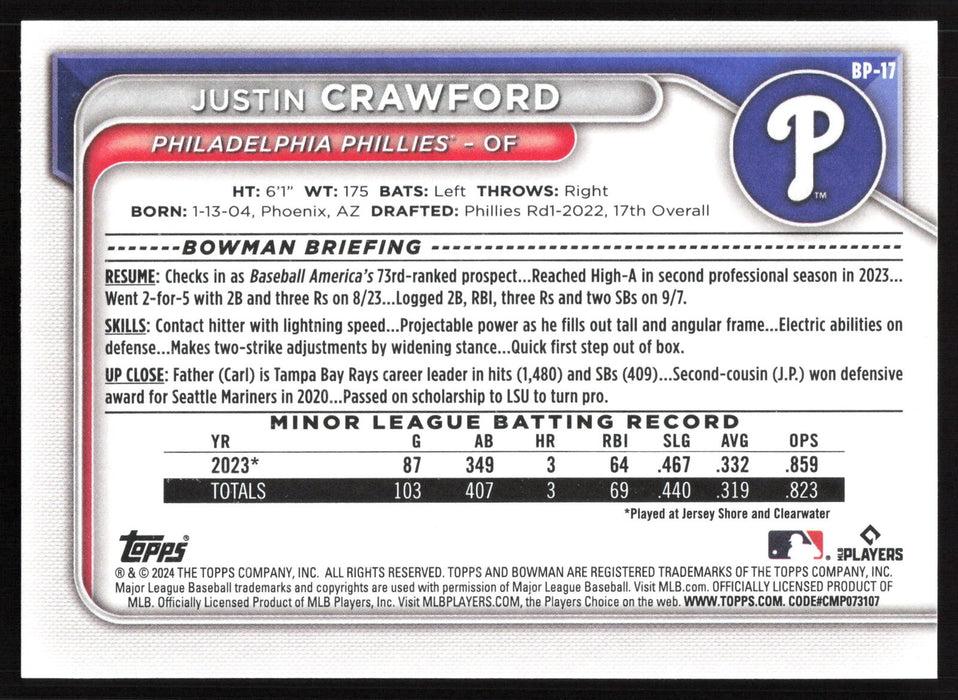 BP-17
JUSTIN CRAWFORD
PHILADELPHIA PHILLIES® – OF
P
TM
HT: 6'1" WT: 175 BATS: Left THROWS: Right
BORN: 1-13-04, Phoenix, AZ DRAFTED: Phillies Rd1-2022, 17th Overall
BOWMAN BRIEFING
RESUME: Checks in as Baseball America's 73rd-ranked prospect...Reached High-A in second professional season in 2023...
Went 2-for-5 with 2B and three Rs on 8/23...Logged 2B, RBI, three Rs and two SBs on 9/7.
SKILLS: Contact hitter with lightning speed...Projectable power as he fills out tall and angular frame...Electric abilities on
defense...Makes two-strike adjustments by widening stance...Quick first step out of box.
UP CLOSE: Father (Carl) is Tampa Bay Rays career leader in hits (1,480) and SBs (409)...Second-cousin (J.P.) won defensive
award for Seattle Mariners in 2020...Passed on scholarship to LSU to turn pro.
MINOR LEAGUE BATTING RECORD
YR G AB HR RBI SLG AVG OPS
2023* 87 349 3 64 .467 .332 .859
TOTALS 103 407 3 69 .440 .319 .823
*Played at Jersey Shore and Clearwater
TOPPS®
® MLB PLAYERS
® & © 2024 THE TOPPS COMPANY, INC. ALL RIGHTS RESERVED. TOPPS AND BOWMAN ARE REGISTERED TRADEMARKS OF THE TOPPS COMPANY, INC.
Major League Baseball trademarks and copyrights are used with permission of Major League Baseball. Visit MLB.com. OFFICIALLY LICENSED PRODUCT OF
MLB. Officially Licensed Product of MLB Players, Inc. Visit MLBPLAYERS.COM, the Players Choice on the web. WWW.TOPPS.COM. CODE#CMP073107